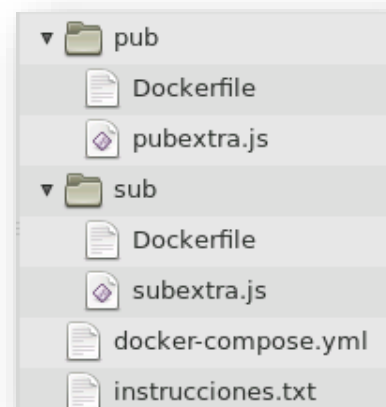 pub
Dockerfile
pubextra.js
sub
Dockerfile
subextra.js
docker-compose.yml
instrucciones.txt